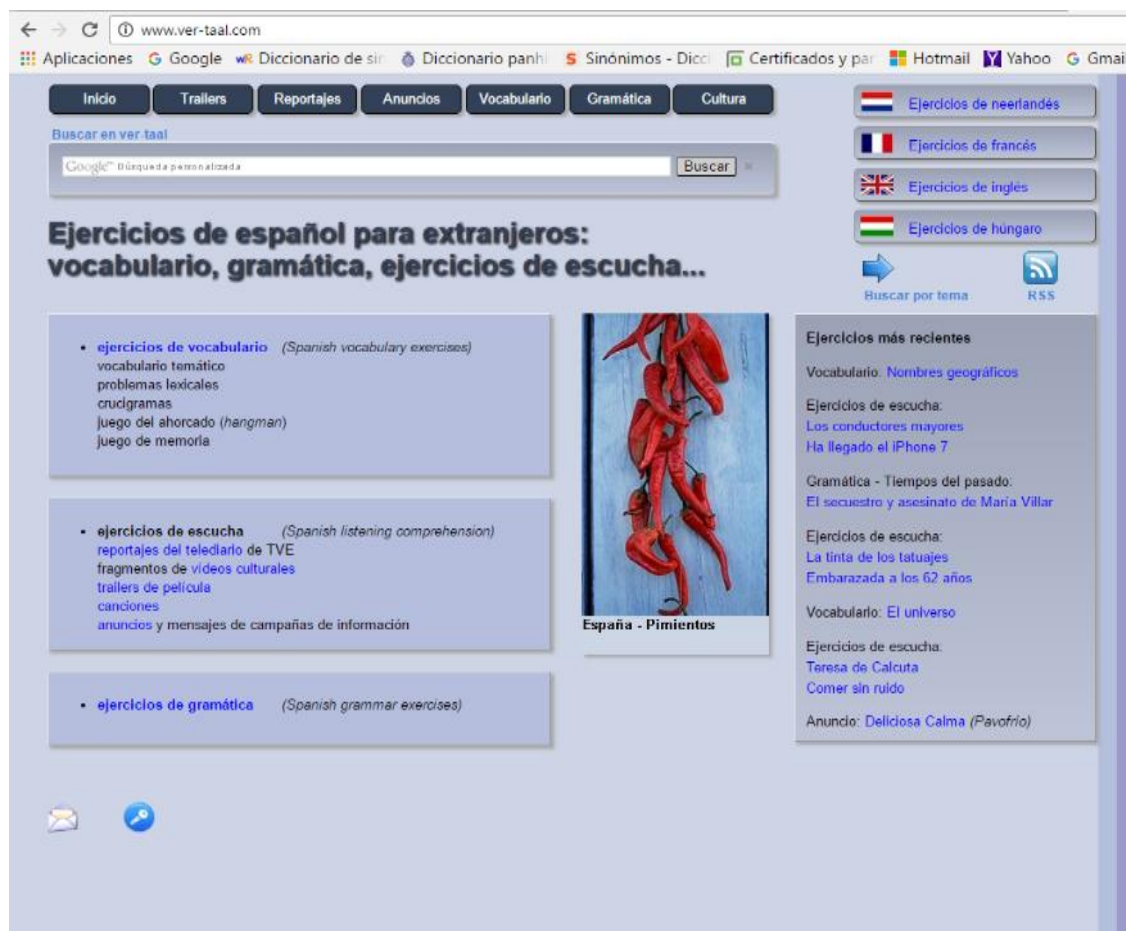 www.ver-taal.com
Aplicaciones Google Diccionario de sin Diccionario panhi Sinónimos - Dicc Certificados y par Hotmail Yahoo Gmai
Inicio Trailers Reportajes Anuncios Vocabulario Gramática Cultura
Buscar en ver-taal
Google™ Búsqueda personalizada Buscar
Ejercicios de neerlandés
Ejercicios de francés
Ejercicios de inglés
Ejercicios de húngaro
Buscar por tema RSS
Ejercicios de español para extranjeros:
vocabulario, gramática, ejercicios de escucha...
• ejercicios de vocabulario (Spanish vocabulary exercises)
vocabulario temático
problemas lexicales
crucigramas
juego del ahorcado (hangman)
juego de memoria
• ejercicios de escucha (Spanish listening comprehension)
reportajes del telediario de TVE
fragmentos de vídeos culturales
trailers de película
canciones
anuncios y mensajes de campañas de información
• ejercicios de gramática (Spanish grammar exercises)
España - Pimientos
Ejercicios más recientes
Vocabulario: Nombres geográficos
Ejercicios de escucha:
Los conductores mayores
Ha llegado el iPhone 7
Gramática - Tiempos del pasado:
El secuestro y asesinato de María Villar
Ejercicios de escucha:
La tinta de los tatuajes
Embarazada a los 62 años
Vocabulario: El universo
Ejercicios de escucha:
Teresa de Calcuta
Comer sin ruido
Anuncio: Deliciosa Calma (Pavofrío)